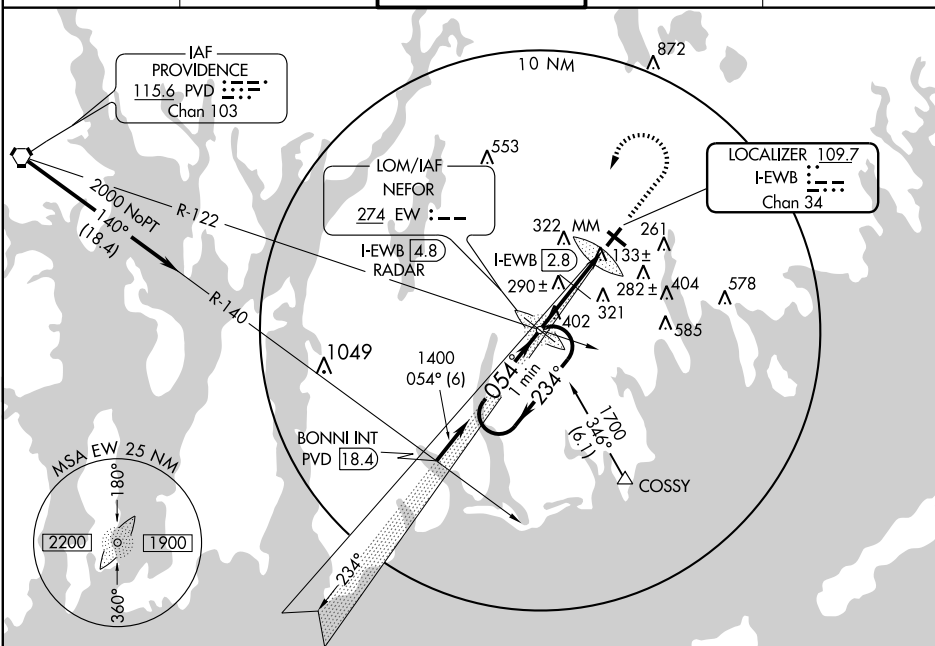 IAF
PROVIDENCE
115.6 PVD
Chan 103
872
10 NM
553
LOM/IAF
NEFOR
274 EW
LOCALIZER 109.7
I-EWB
Chan 34
2000 NoPT
140°
(18.4)
R-122
R-140
I-EWB 4.8
RADAR
322
MM
261
I-EWB 2.8
133±
290±
282±
404
578
321
402
585
1049
1400
054° (6)
054°
1 min
234°
1700
346°
(6.1)
BONNI INT
PVD 18.4
COSSY
MSA EW 25 NM
180°
2200
1900
360°
234°